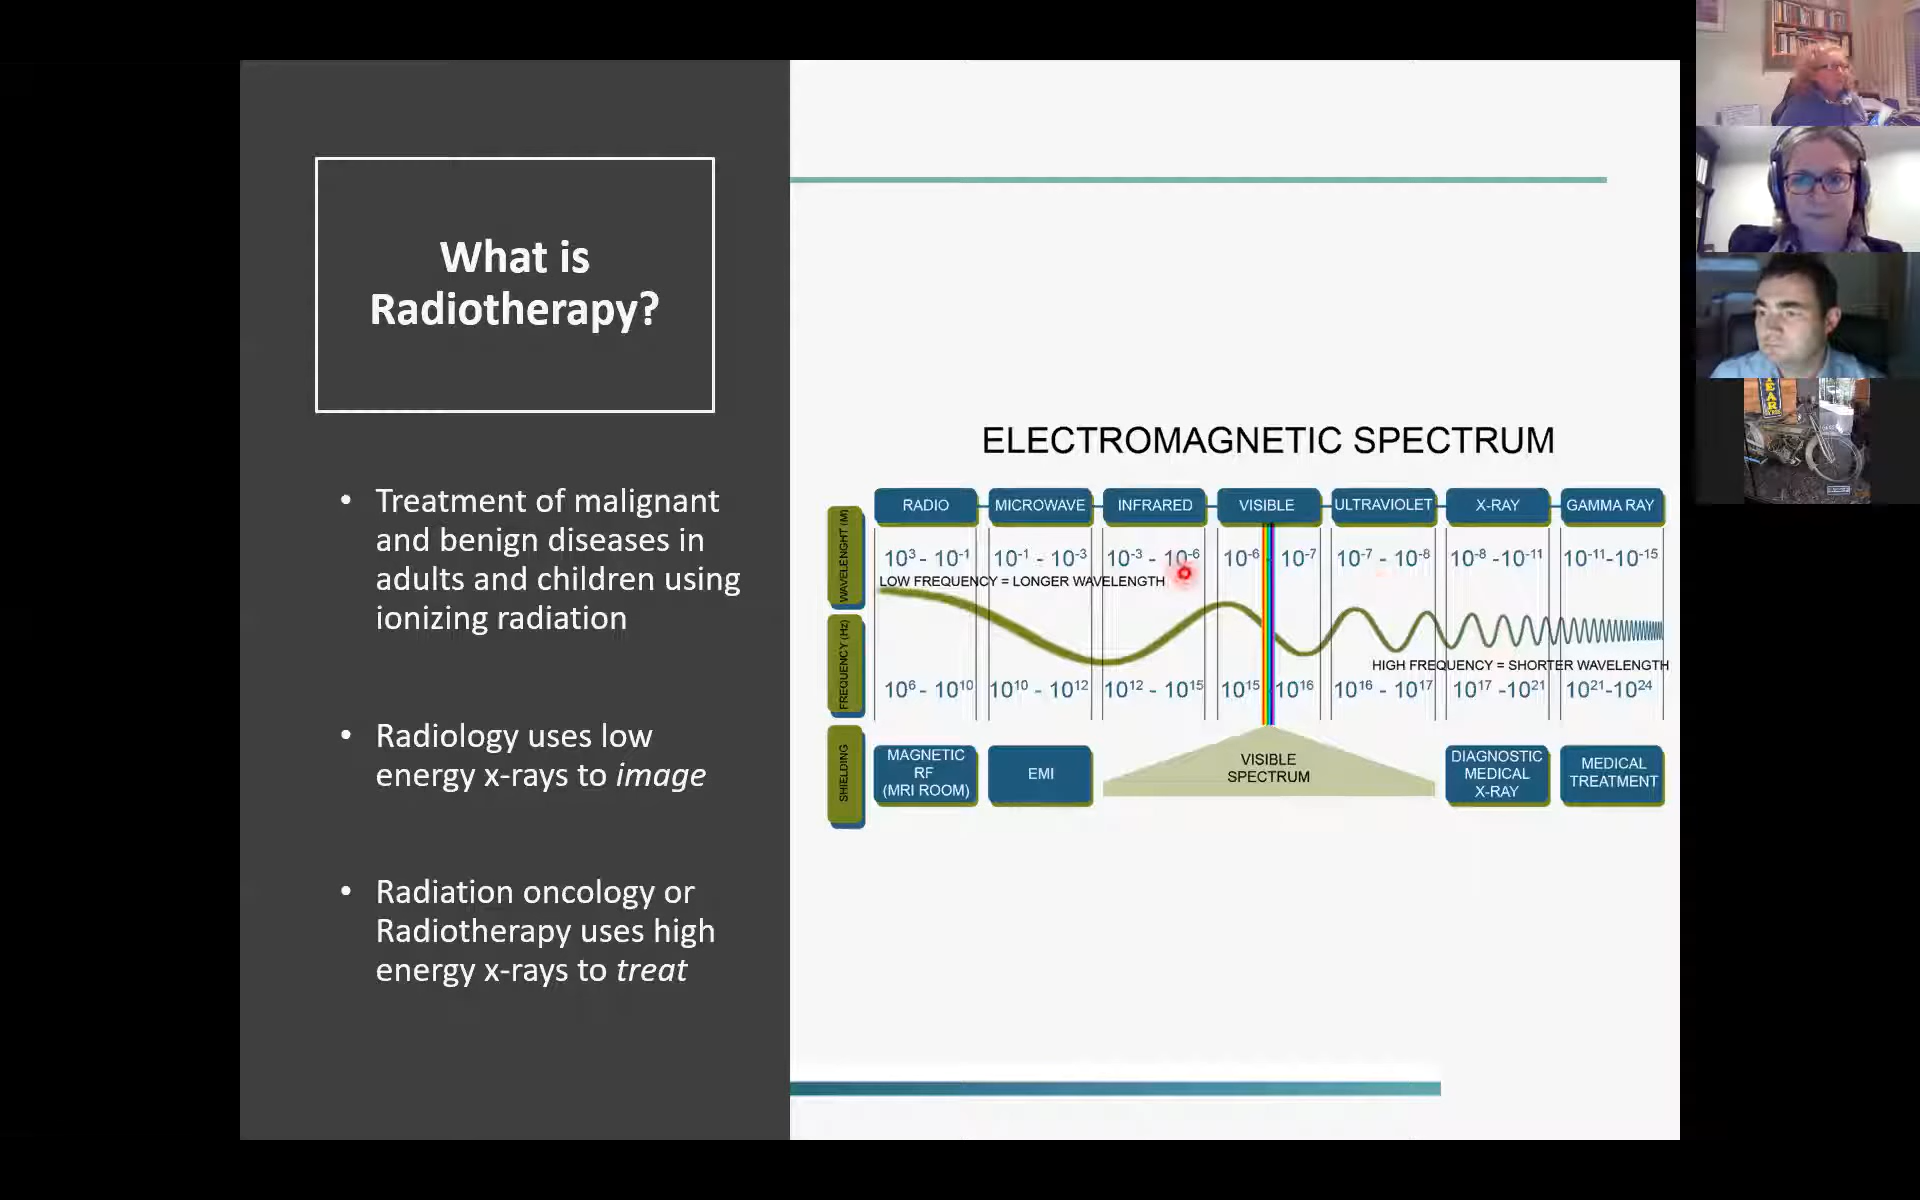 What is
Radiotherapy?
• Treatment of malignant
and benign diseases in
adults and children using
ionizing radiation
• Radiology uses low
energy x-rays to image
• Radiation oncology or
Radiotherapy uses high
energy x-rays to treat
ELECTROMAGNETIC SPECTRUM
RADIO MICROWAVE INFRARED VISIBLE ULTRAVIOLET X-RAY GAMMA RAY
WAVELENGHT (M)
10³ - 10⁻¹ 10⁻¹ - 10⁻³ 10⁻³ - 10⁻⁶ 10⁻⁶ 10⁻⁷ 10⁻⁷ - 10⁻⁸ 10⁻⁸ -10⁻¹¹ 10⁻¹¹-10⁻¹⁵
LOW FREQUENCY = LONGER WAVELENGTH
FREQUENCY (Hz)
HIGH FREQUENCY = SHORTER WAVELENGTH
10⁶ - 10¹⁰ 10¹⁰ - 10¹² 10¹² - 10¹⁵ 10¹⁵ 10¹⁶ 10¹⁶ - 10¹⁷ 10¹⁷ -10²¹ 10²¹-10²⁴
SHIELDING
MAGNETIC
RF
(MRI ROOM)
EMI
VISIBLE
SPECTRUM
DIAGNOSTIC
MEDICAL
X-RAY
MEDICAL
TREATMENT